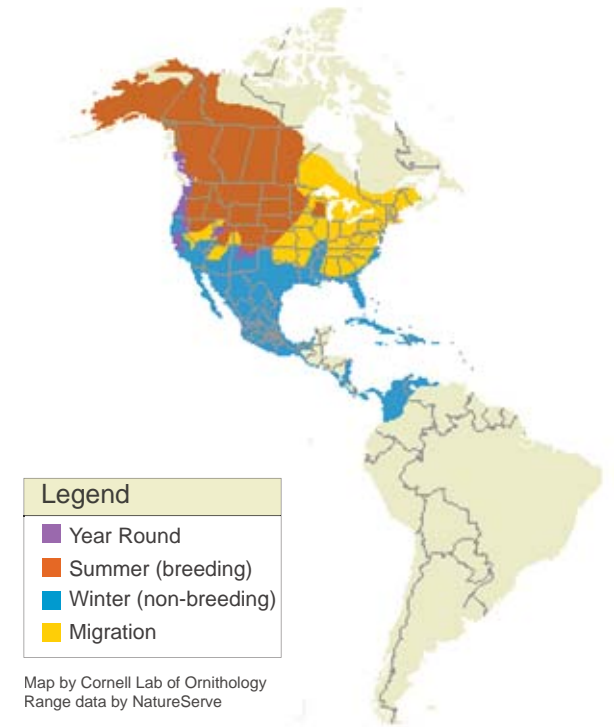 Legend
Year Round
Summer (breeding)
Winter (non-breeding)
Migration
Map by Cornell Lab of Ornithology
Range data by NatureServe